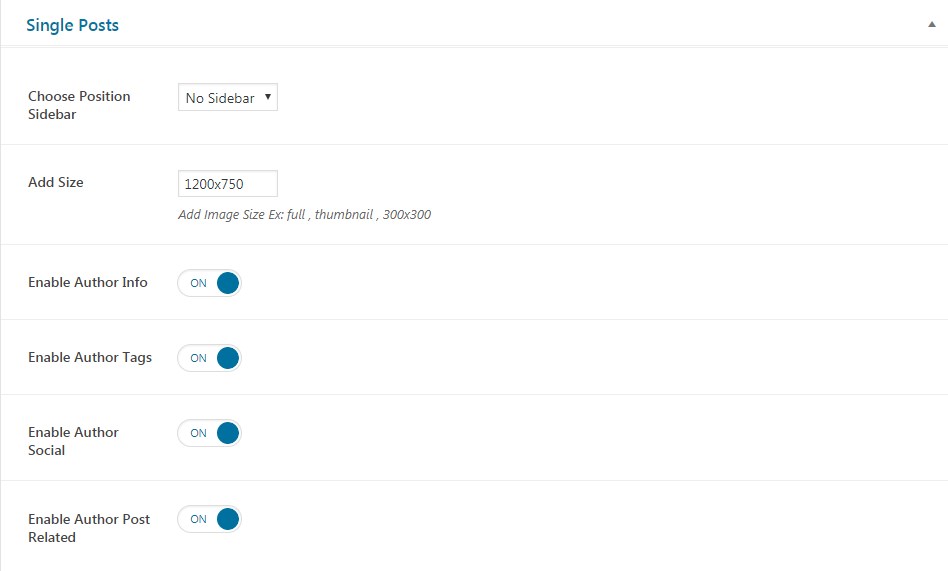 Single Posts
Choose Position
Sidebar
No Sidebar
Add Size
1200x750
Add Image Size Ex: full , thumbnail , 300x300
Enable Author Info
ON
Enable Author Tags
ON
Enable Author
Social
ON
Enable Author Post
Related
ON